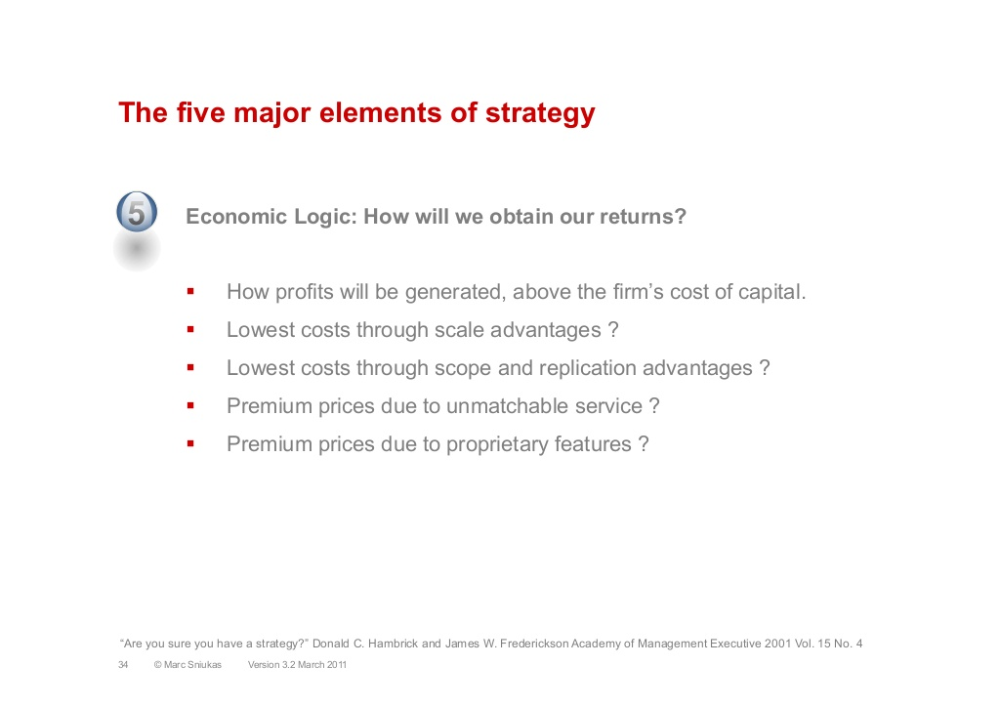 The five major elements of strategy
5
Economic Logic: How will we obtain our returns?
▪ How profits will be generated, above the firm’s cost of capital.
▪ Lowest costs through scale advantages ?
▪ Lowest costs through scope and replication advantages ?
▪ Premium prices due to unmatchable service ?
▪ Premium prices due to proprietary features ?
“Are you sure you have a strategy?” Donald C. Hambrick and James W. Frederickson Academy of Management Executive 2001 Vol. 15 No. 4
34 © Marc Sniukas Version 3.2 March 2011